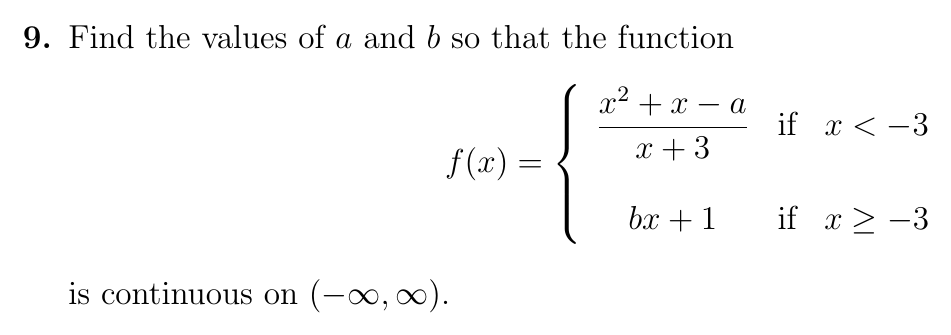 9. Find the values of a and b so that the function
f(x) = { (x² + x − a)/(x + 3) if x < −3
bx + 1 if x ≥ −3
is continuous on (−∞, ∞).